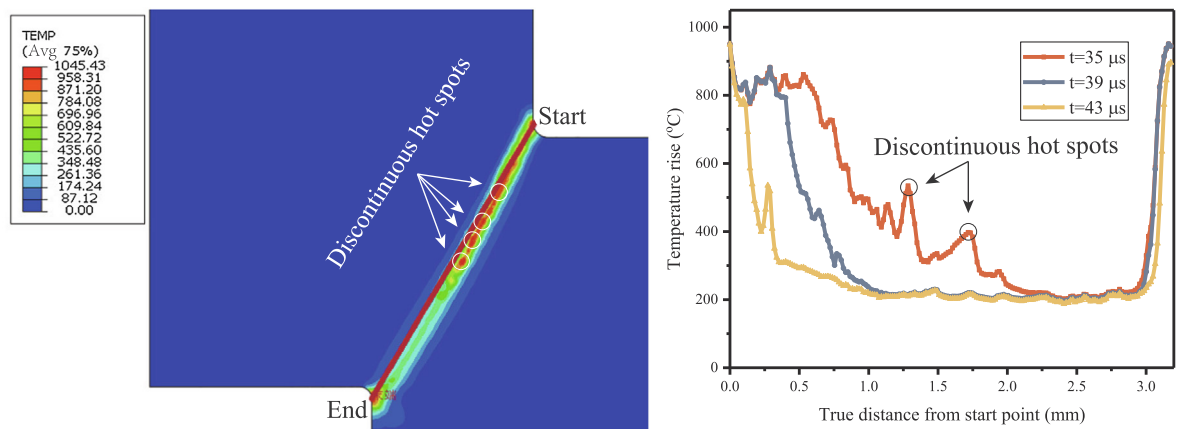 TEMP
(Avg 75%)
1045.43
958.31
871.20
784.08
696.96
609.84
522.72
435.60
348.48
261.36
174.24
87.12
0.00
Discontinuous hot spots
Start
End
1000
800
600
400
200
0
Temperature rise (°C)
t=35 μs
t=39 μs
t=43 μs
Discontinuous hot spots
0.0
0.5
1.0
1.5
2.0
2.5
3.0
True distance from start point (mm)